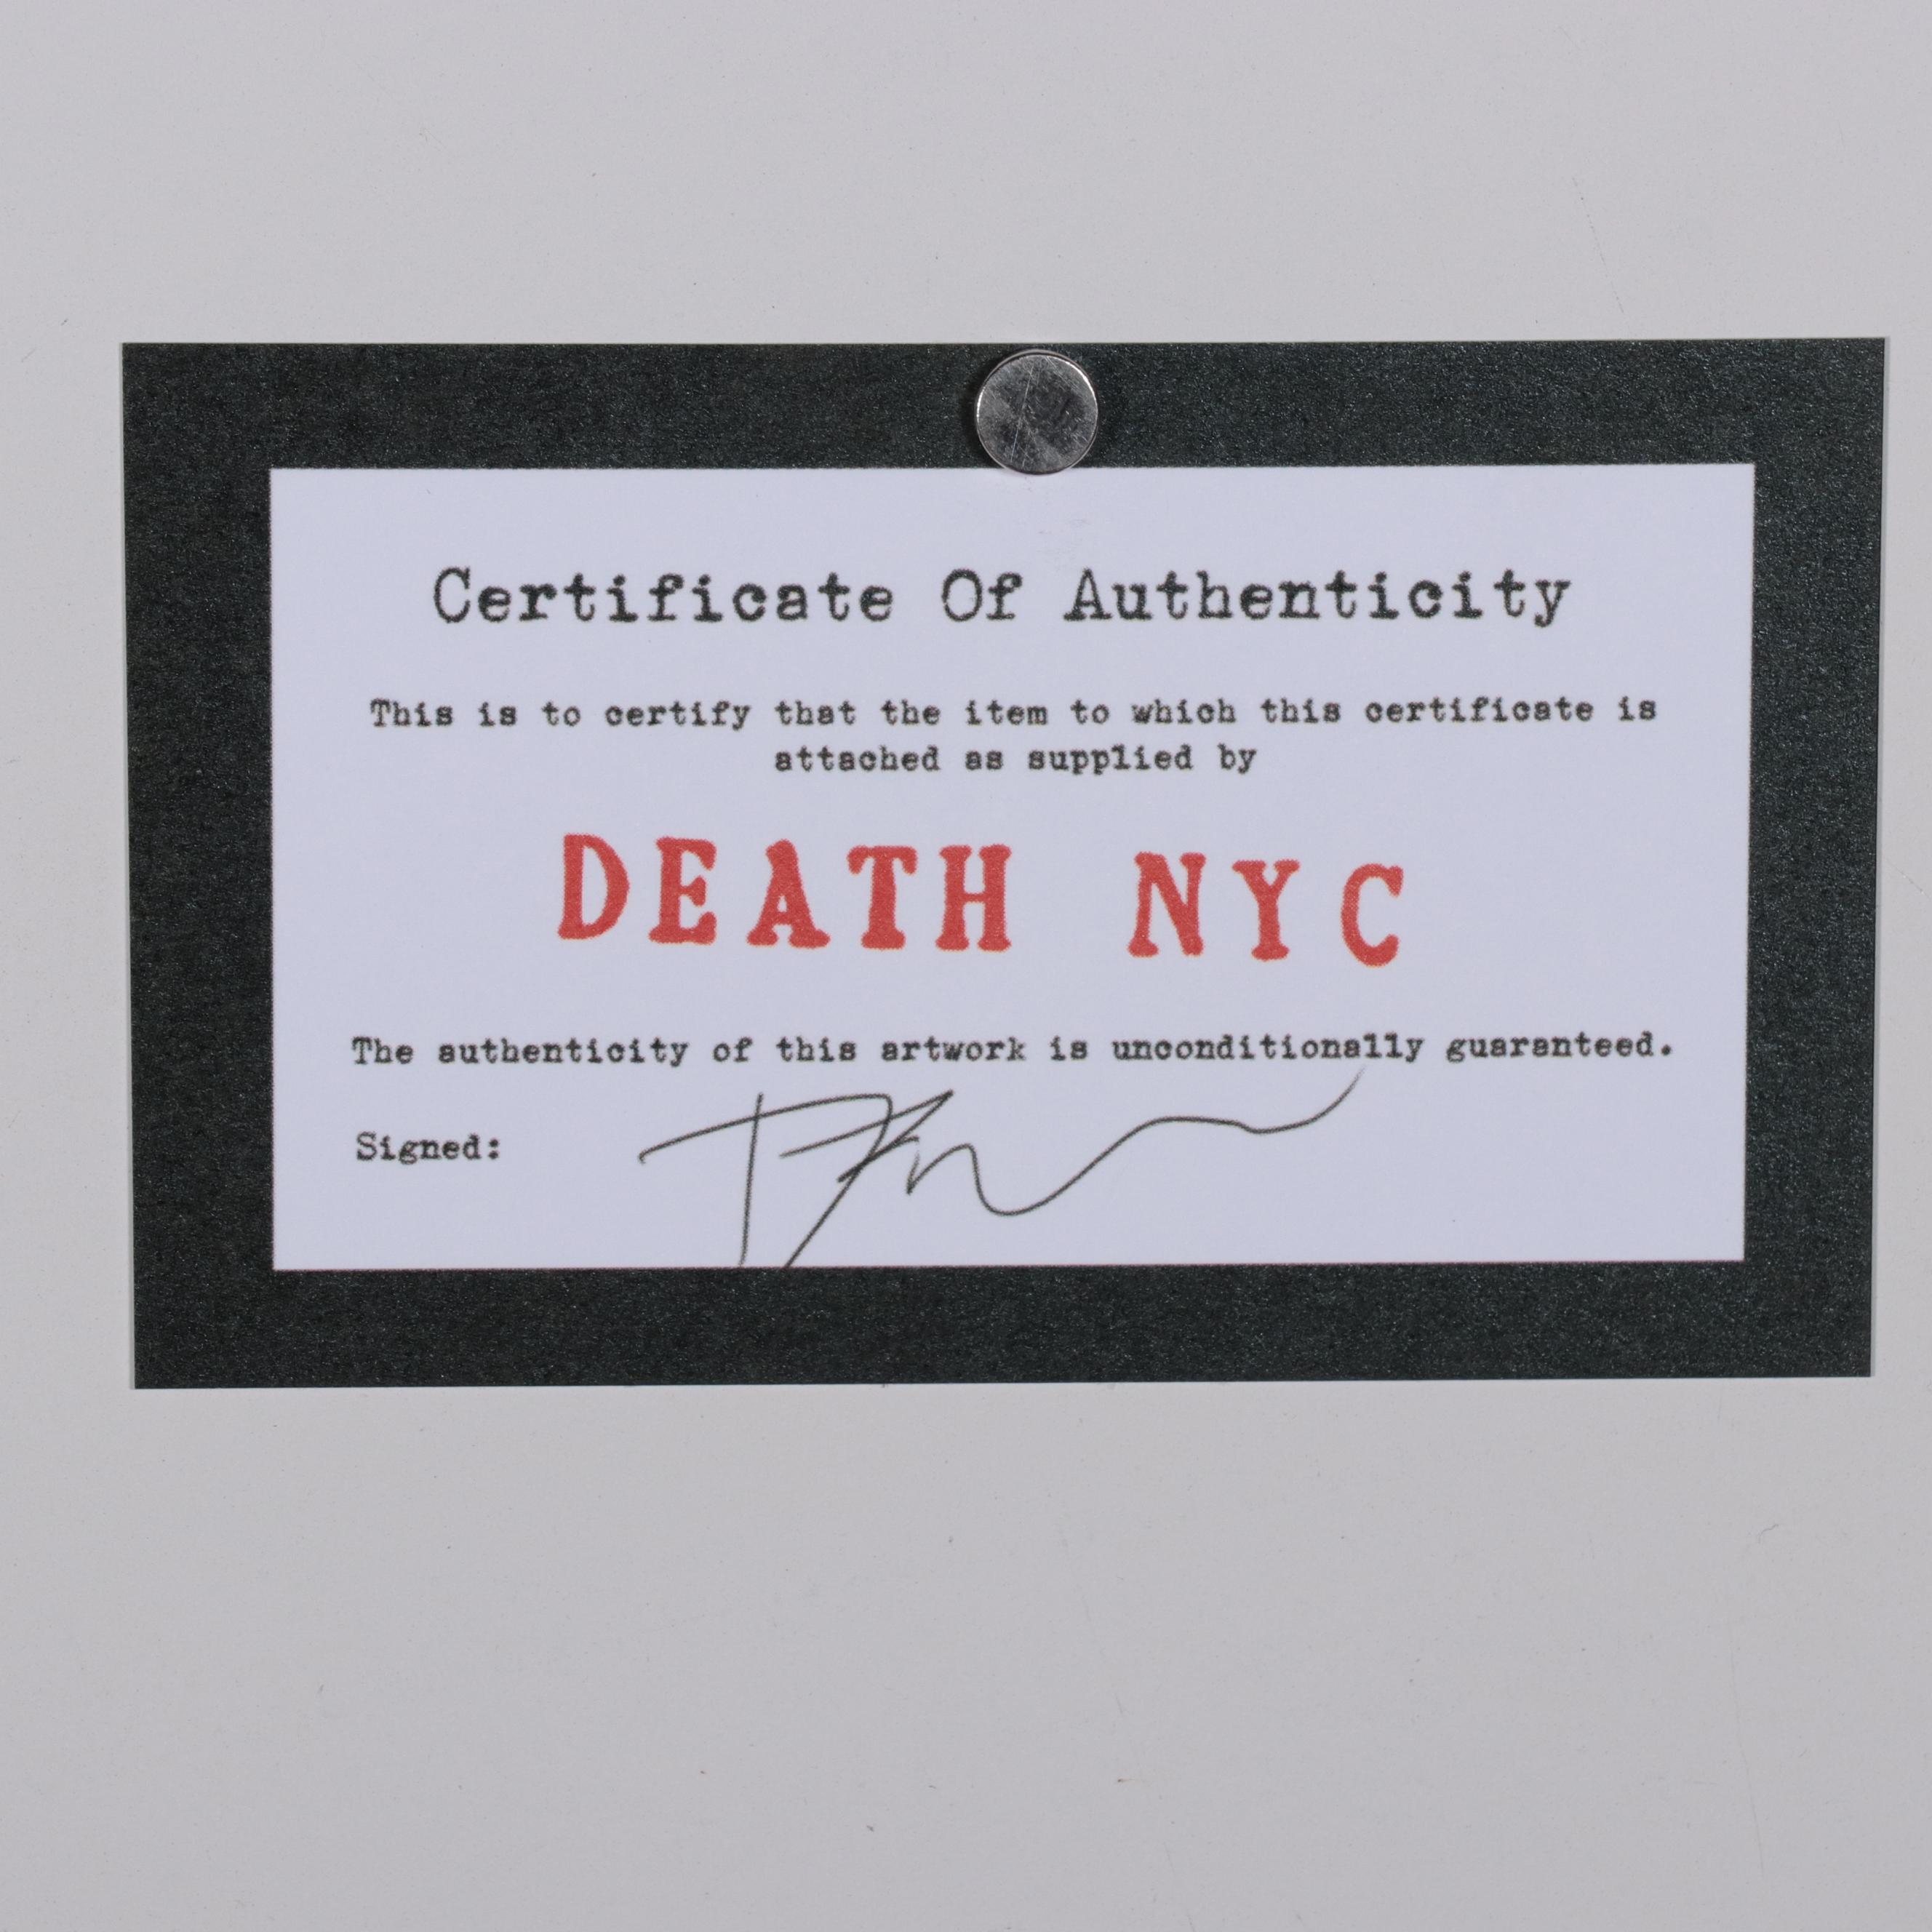 Certificate Of Authenticity
This is to certify that the item to which this certificate is
attached as supplied by
DEATH NYC
The authenticity of this artwork is unconditionally guaranteed.
Signed: